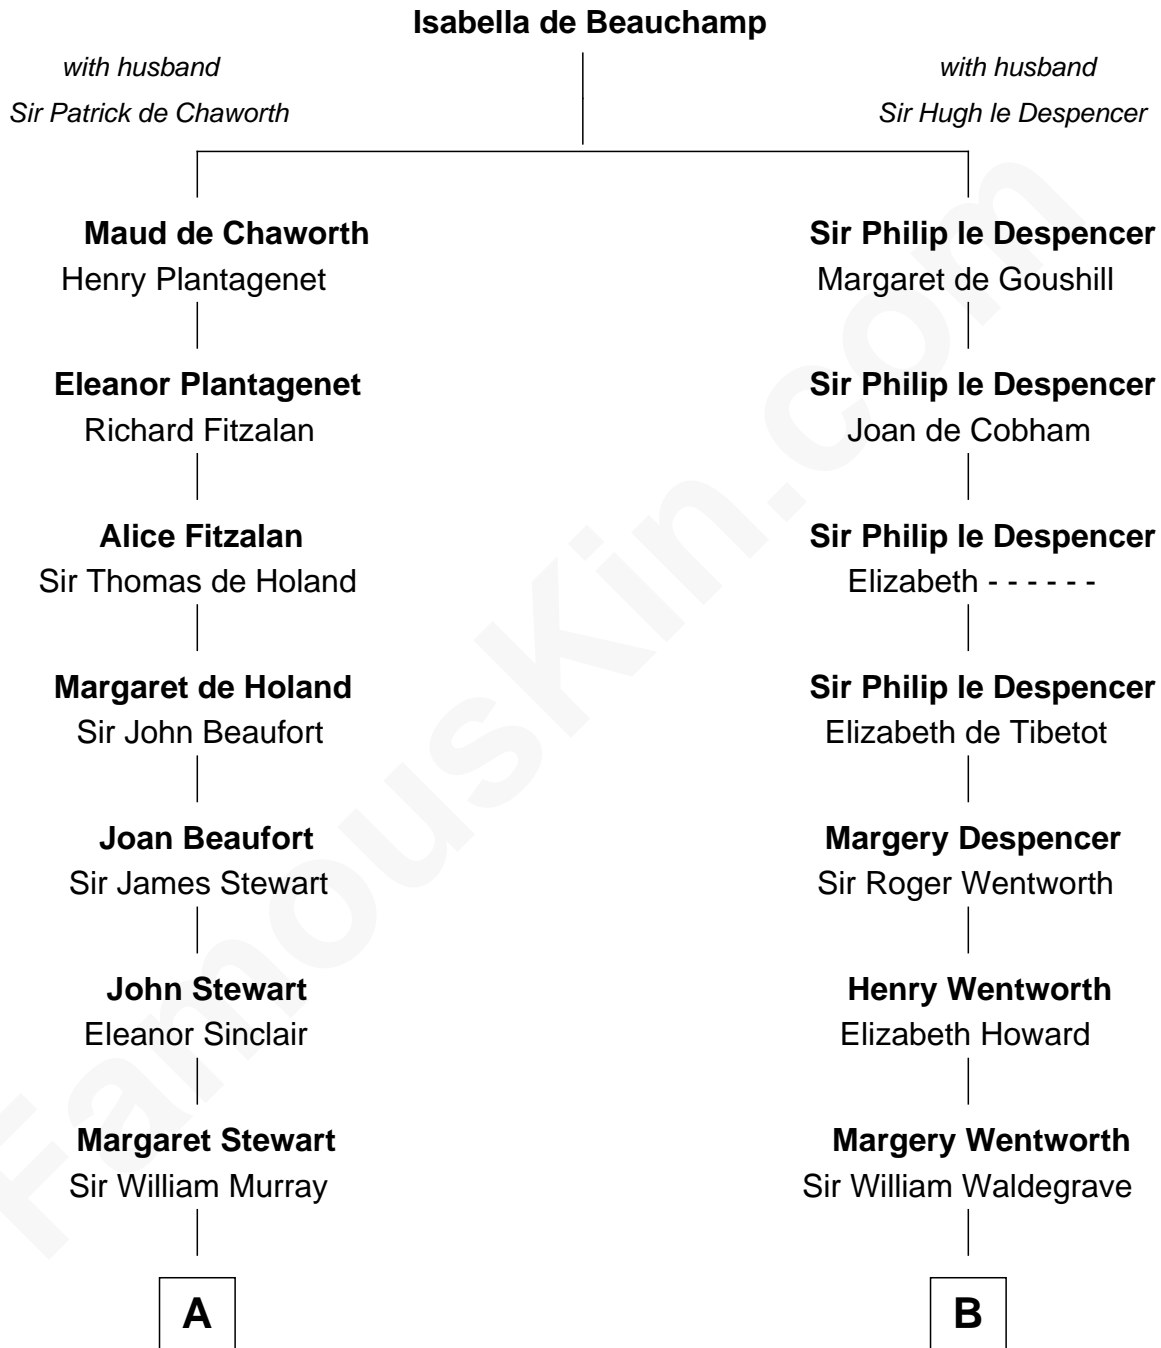 Isabella de Beauchamp
with husband
Sir Patrick de Chaworth
with husband
Sir Hugh le Despencer
Maud de Chaworth
Henry Plantagenet
Sir Philip le Despencer
Margaret de Goushill
Eleanor Plantagenet
Richard Fitzalan
Sir Philip le Despencer
Joan de Cobham
Alice Fitzalan
Sir Thomas de Holand
Sir Philip le Despencer
Elizabeth - - - - - -
Margaret de Holand
Sir John Beaufort
Sir Philip le Despencer
Elizabeth de Tibetot
Joan Beaufort
Sir James Stewart
Margery Despencer
Sir Roger Wentworth
John Stewart
Eleanor Sinclair
Henry Wentworth
Elizabeth Howard
Margaret Stewart
Sir William Murray
Margery Wentworth
Sir William Waldegrave
A
B
FamousKin.com